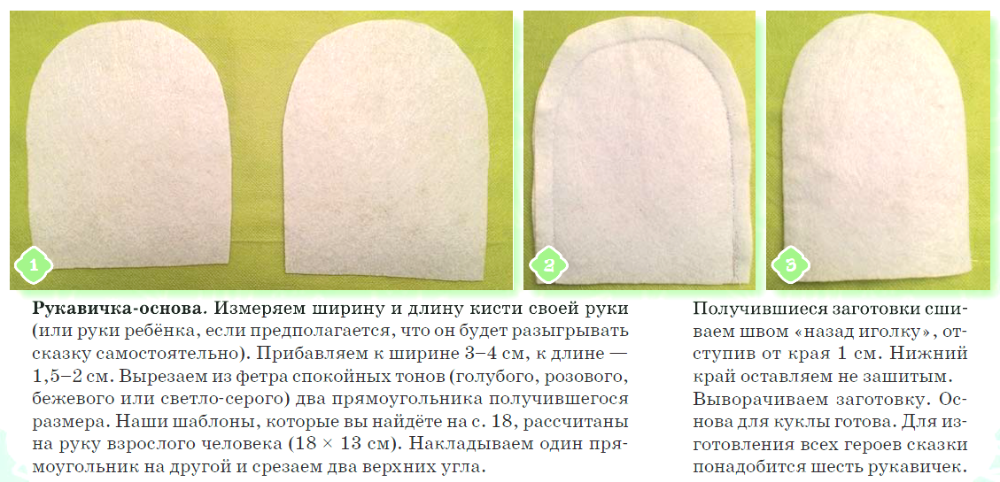 1
2
3
Рукавичка-основа. Измеряем ширину и длину кисти своей руки
(или руки ребёнка, если предполагается, что он будет разыгрывать
сказку самостоятельно). Прибавляем к ширине 3–4 см, к длине —
1,5–2 см. Вырезаем из фетра спокойных тонов (голубого, розового,
бежевого или светло-серого) два прямоугольника получившегося
размера. Наши шаблоны, которые вы найдёте на с. 18, рассчитаны
на руку взрослого человека (18 × 13 см). Накладываем один пря-
моугольник на другой и срезаем два верхних угла.
Получившиеся заготовки сши-
ваем швом «назад иголку», от-
ступив от края 1 см. Нижний
край оставляем не зашитым.
Выворачиваем заготовку. Ос-
нова для куклы готова. Для из-
готовления всех героев сказки
понадобится шесть рукавичек.